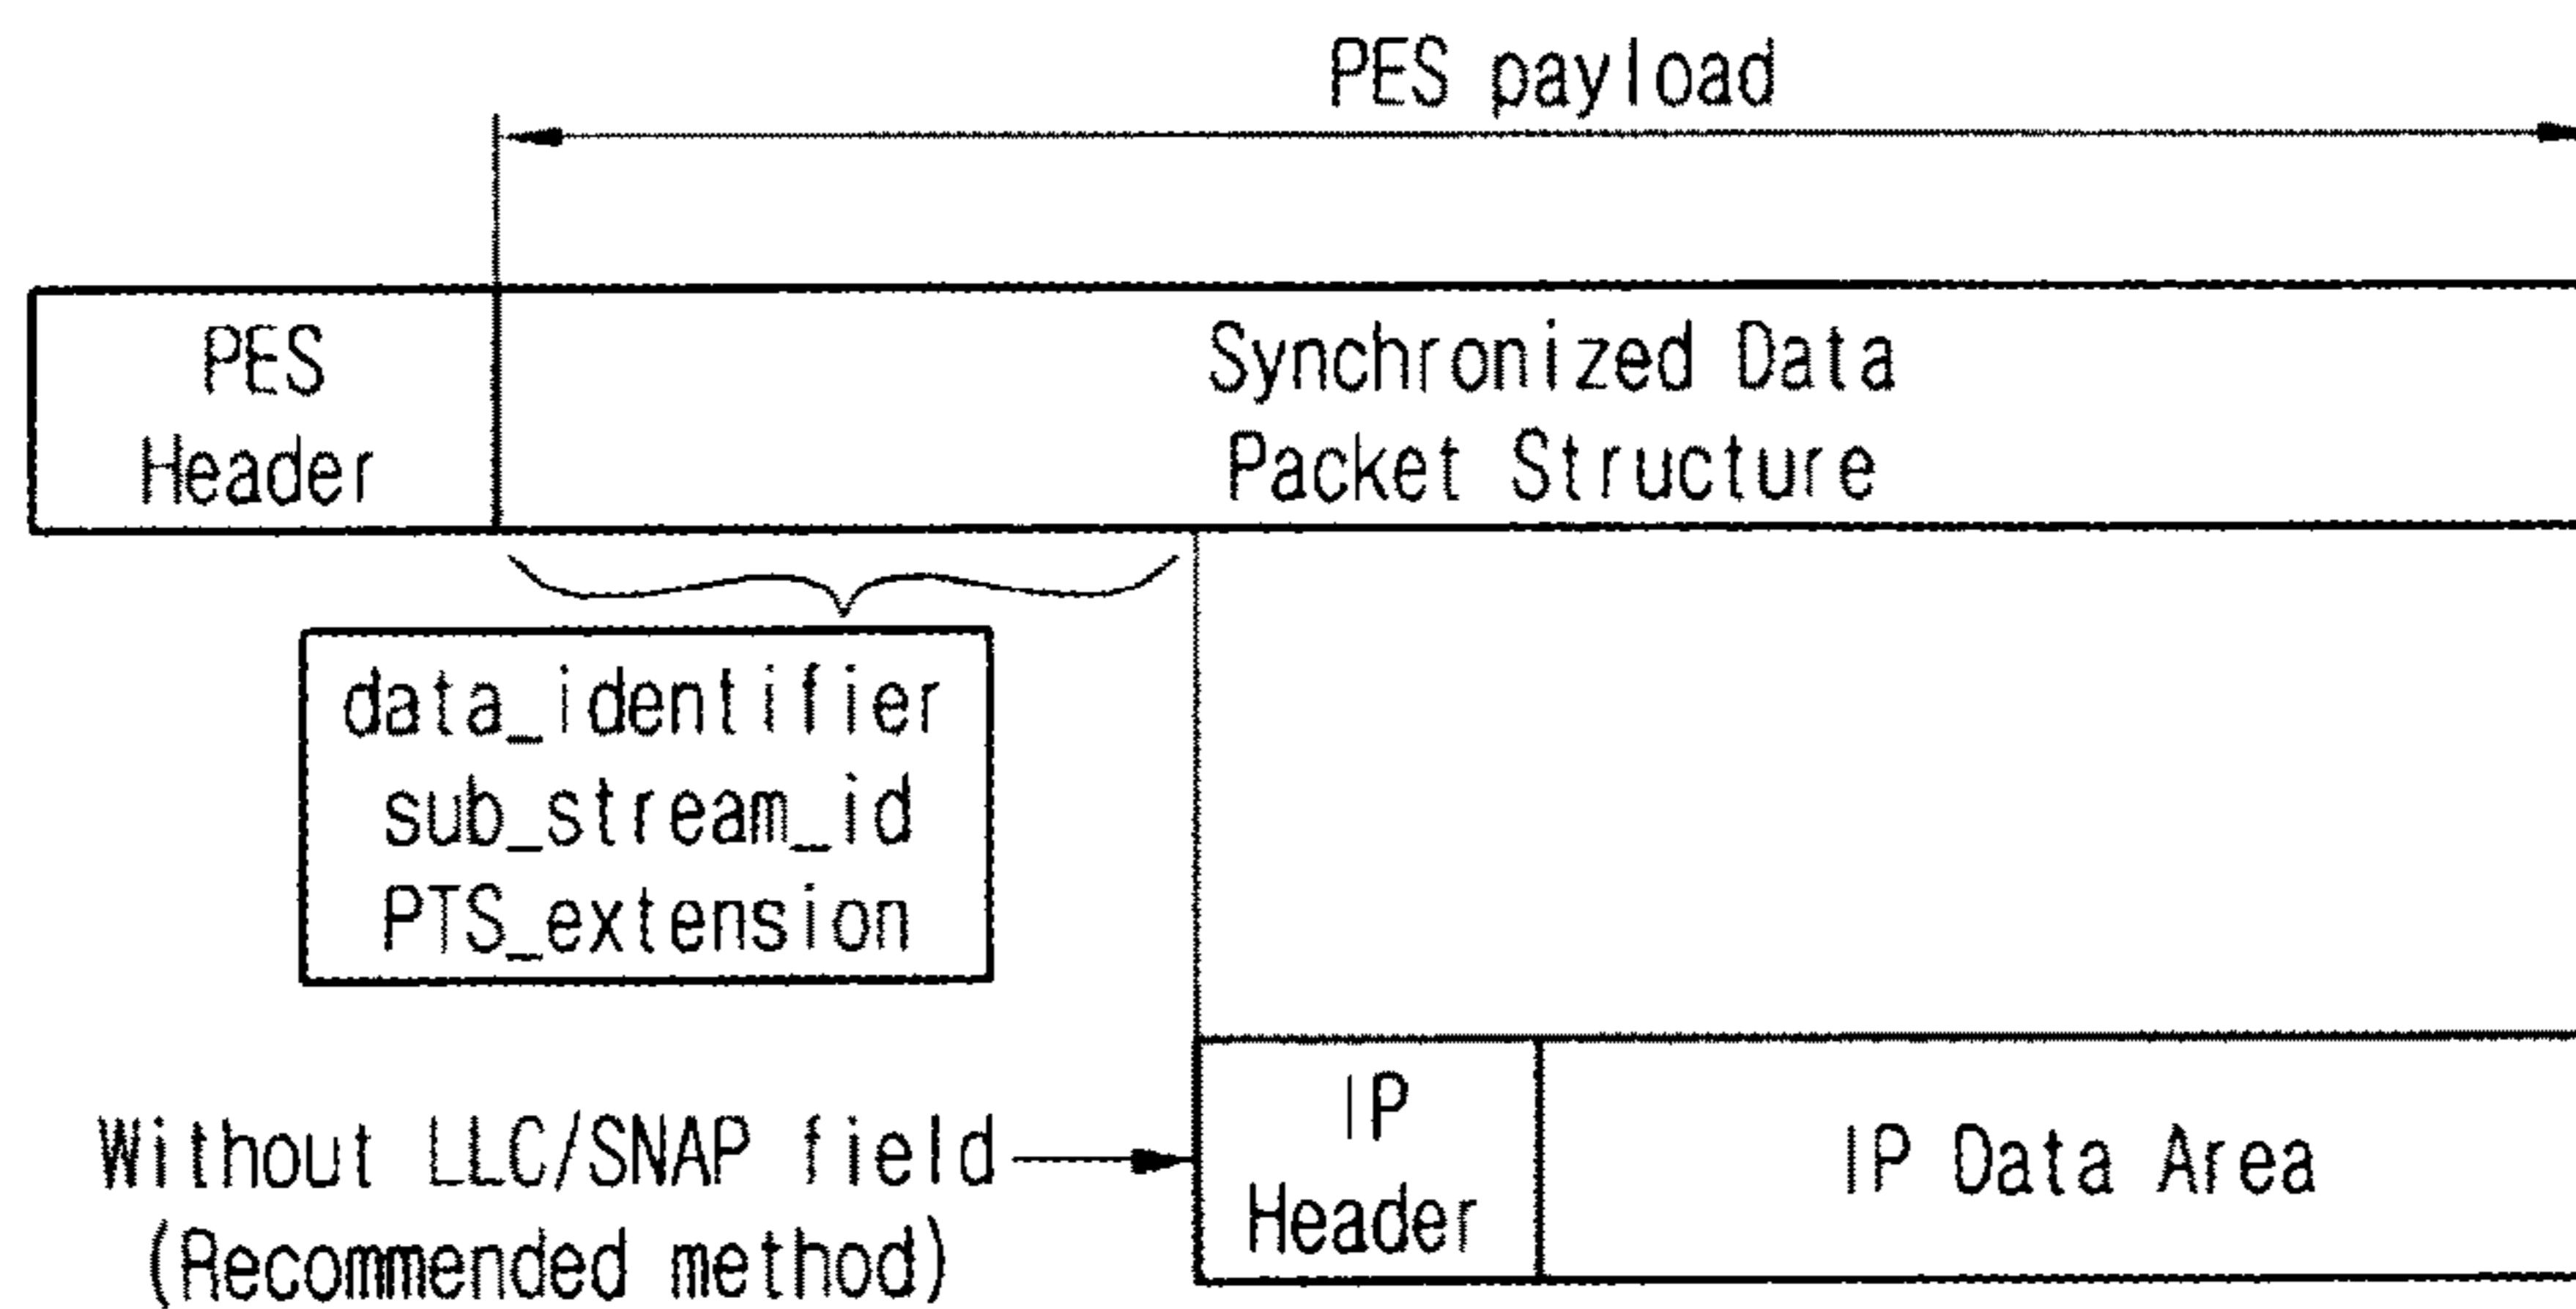 PES payload
PES
Header
Synchronized Data
Packet Structure
data_identifier
sub_stream_id
PTS_extension
Without LLC/SNAP field
(Recommended method)
IP
Header
IP Data Area